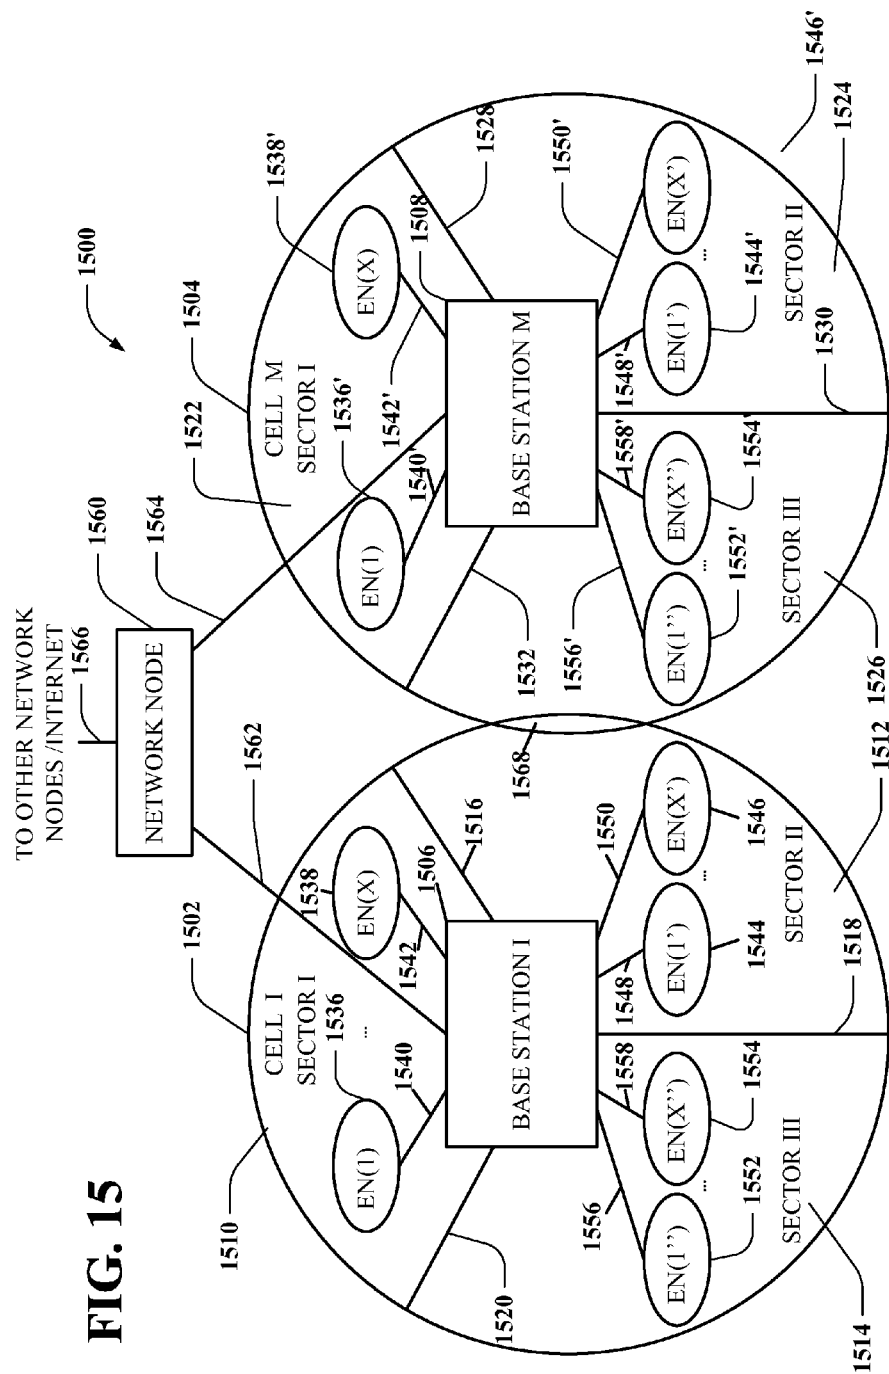 FIG. 15
1500
TO OTHER NETWORK
NODES /INTERNET
1566
NETWORK NODE
1560
1562
1564
1502
1504
1510
CELL I
SECTOR I
1536
...
EN(1)
1540
1538
EN(X)
1542
1506
1516
1520
BASE STATION I
1568
1556
1558
1548
1550
EN(1'')
EN(X'')
EN(1')
EN(X')
...
...
1552
1554
1544
1546
SECTOR III
SECTOR II
1518
1514
1512
1522
CELL M
SECTOR I
1536'
EN(1)
1540'
1538'
EN(X)
1542'
1508
1528
1532
BASE STATION M
1556'
1558'
1548'
1550'
EN(1'')
EN(X'')
EN(1')
EN(X')
...
...
1552'
1554'
1544'
1546'
SECTOR III
SECTOR II
1530
1526
1524